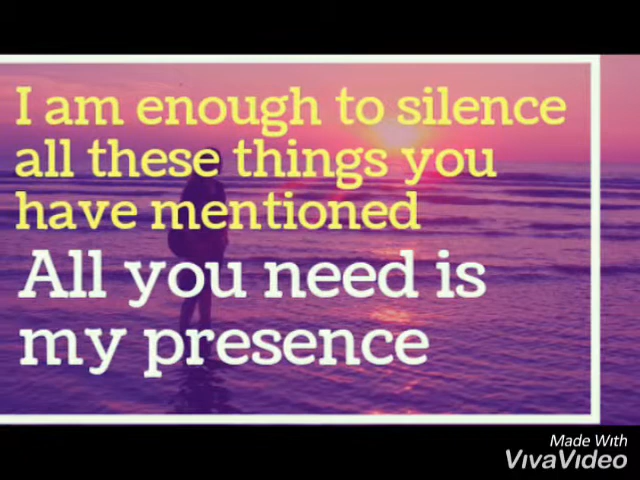 I am enough to silence
all these things you
have mentioned
All you need is
my presence
Made With
VivaVideo